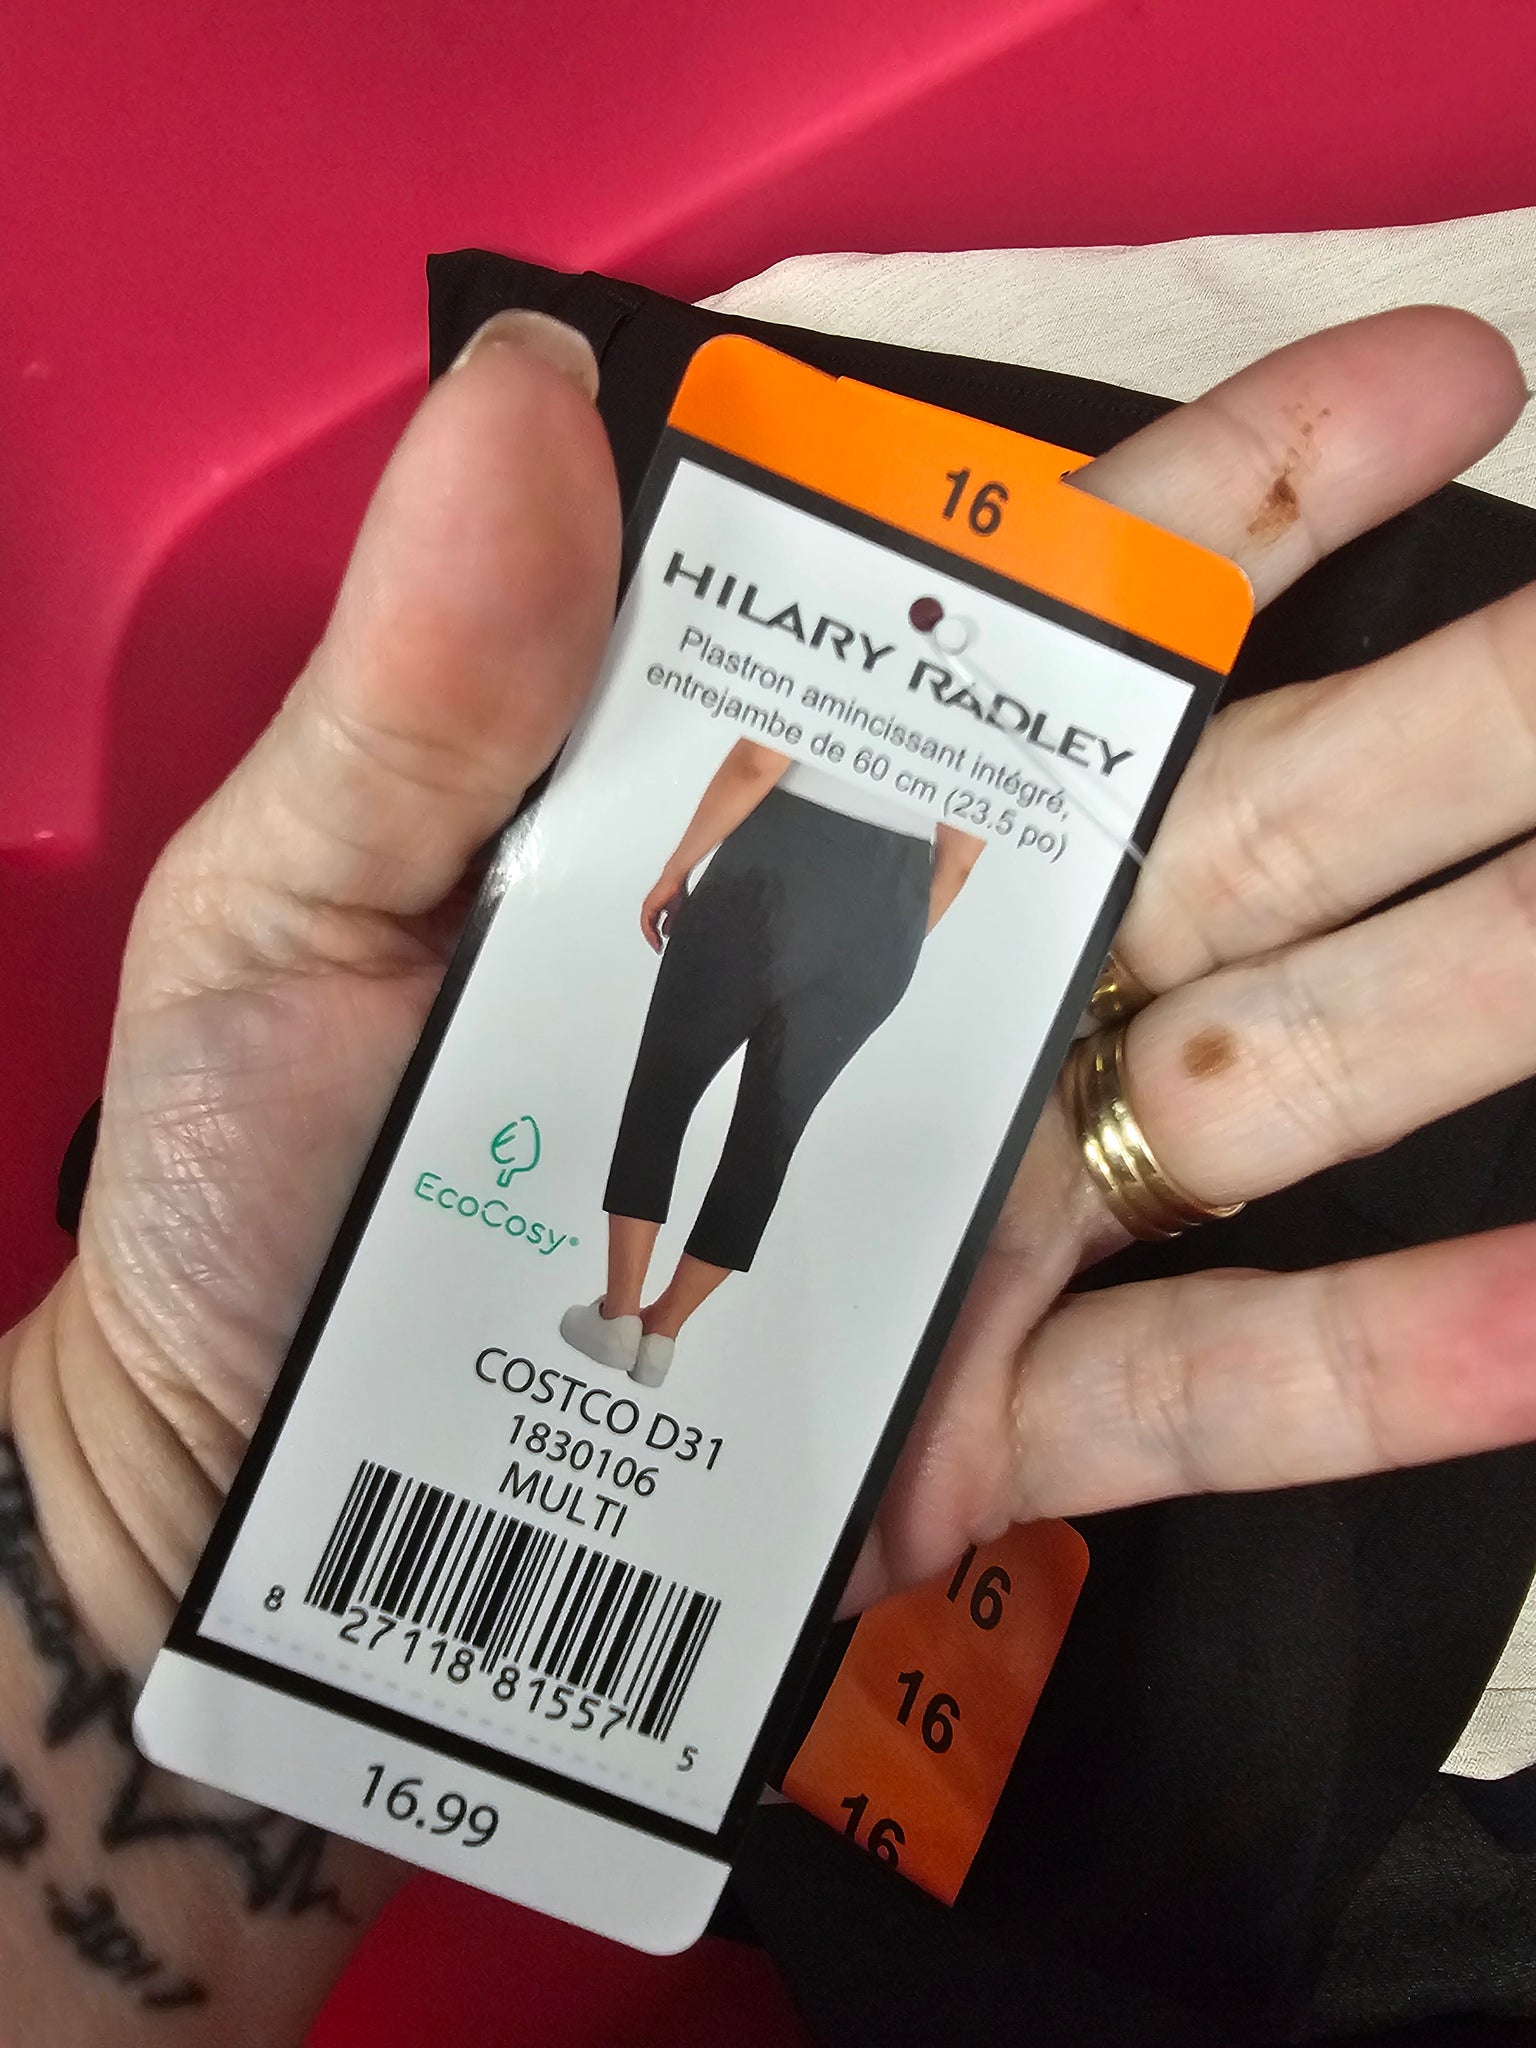 16
HILARY RADLEY
Plastron amincissant intégré,
entrejambe de 60 cm (23.5 po)
EcoCosy®
COSTCO D31
1830106
MULTI
8 27118 81557 5
16.99
16
16
16